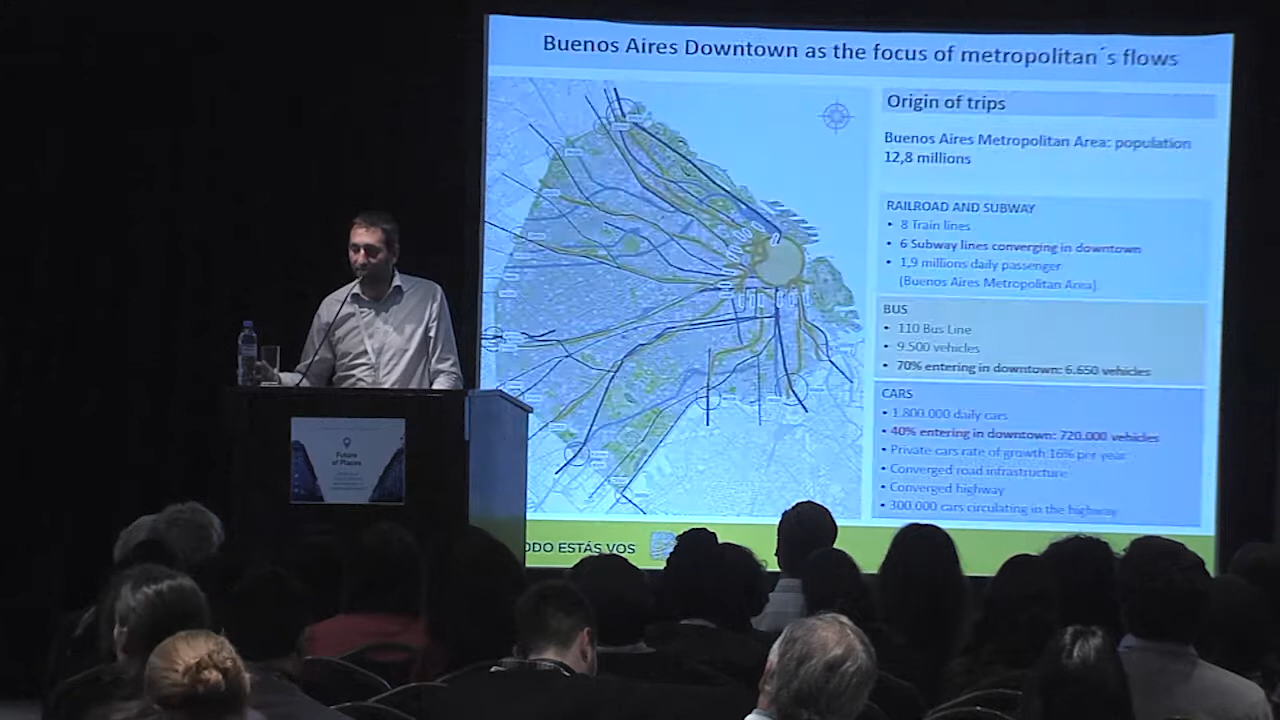 Buenos Aires Downtown as the focus of metropolitan´s flows
Origin of trips
Buenos Aires Metropolitan Area: population
12,8 millions
RAILROAD AND SUBWAY
• 8 Train lines
• 6 Subway lines converging in downtown
• 1,9 millions daily passenger
(Buenos Aires Metropolitan Area)
BUS
• 110 Bus Line
• 9.500 vehicles
• 70% entering in downtown: 6.650 vehicles
CARS
• 1.800.000 daily cars
• 40% entering in downtown: 720.000 vehicles
• Private cars rate of growth 16% per year
• Converged road infrastructure
• Converged highway
• 300.000 cars circulating in the highway
ODO ESTÁS VOS
Future
of Places